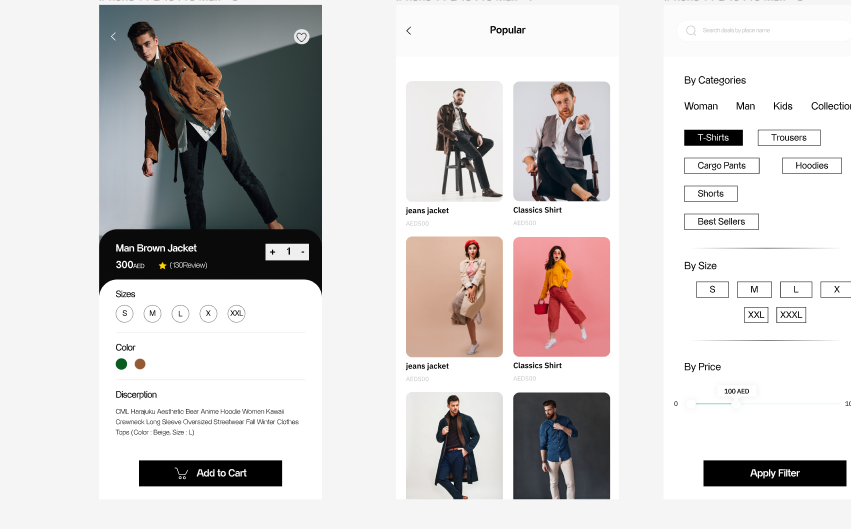 Man Brown Jacket
300AED
(130Review)
+ 1 -
Sizes
S M L X XXL
Color
Discerption
CML Harajuku Aesthetic Bear Anime Hoodie Women Kawaii
Crewneck Long Sleeve Oversized Streetwear Fall Winter Clothes
Tops (Color : Beige, Size : L)
Add to Cart
Popular
jeans jacket
AED500
Classics Shirt
AED500
jeans jacket
AED500
Classics Shirt
AED500
Search deals by place name
By Categories
Woman Man Kids Collection
T-Shirts Trousers
Cargo Pants Hoodies
Shorts
Best Sellers
By Size
S M L X
XXL XXXL
By Price
100 AED
0 10
Apply Filter